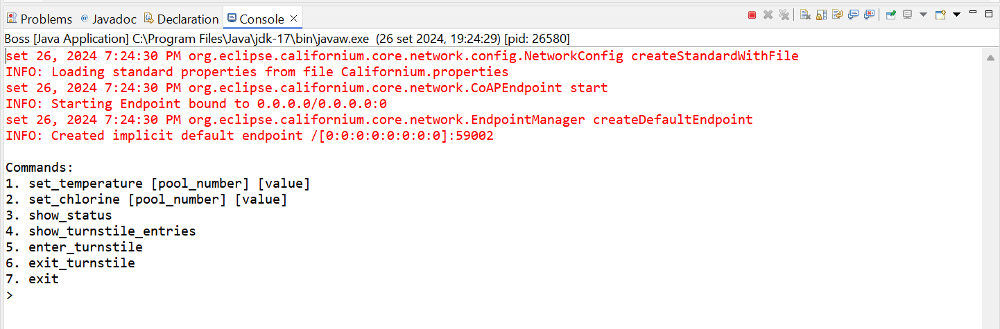 Problems @ Javadoc Declaration Console
Boss [Java Application] C:\Program Files\Java\jdk-17\bin\javaw.exe (26 set 2024, 19:24:29) [pid: 26580]
set 26, 2024 7:24:30 PM org.eclipse.californium.core.network.config.NetworkConfig createStandardWithFile
INFO: Loading standard properties from file Californium.properties
set 26, 2024 7:24:30 PM org.eclipse.californium.core.network.CoAPEndpoint start
INFO: Starting Endpoint bound to 0.0.0.0/0.0.0.0:0
set 26, 2024 7:24:30 PM org.eclipse.californium.core.network.EndpointManager createDefaultEndpoint
INFO: Created implicit default endpoint /[0:0:0:0:0:0:0:0]:59002
Commands:
1. set_temperature [pool_number] [value]
2. set_chlorine [pool_number] [value]
3. show_status
4. show_turnstile_entries
5. enter_turnstile
6. exit_turnstile
7. exit
>